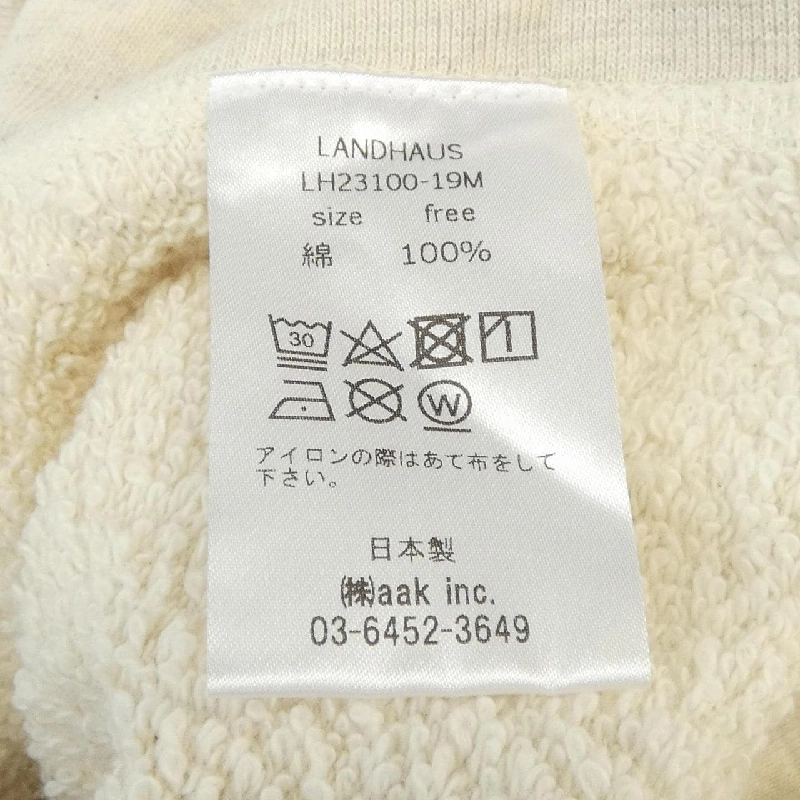 LANDHAUS
LH23100-19M
size free
綿 100%
30
W
アイロンの際はあて布をして
下さい。
日本製
㈱aak inc.
03-6452-3649